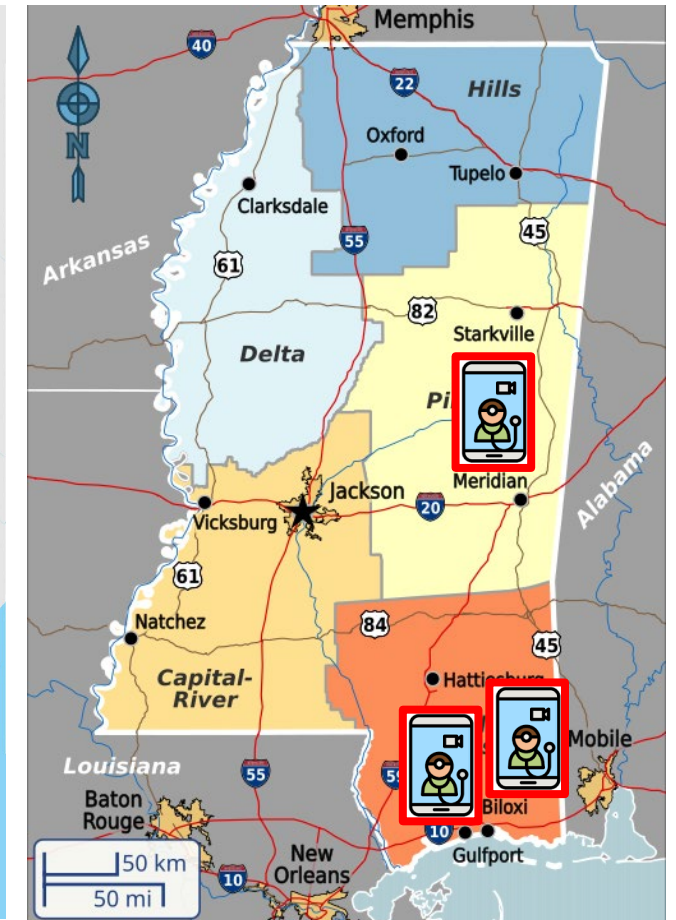 Memphis
40
22
Hills
Oxford
Tupelo
Clarksdale
55
45
Arkansas
61
82
Starkville
Delta
Pi
Alabama
Meridian
Jackson
Vicksburg
20
61
Natchez
84
45
Capital-
River
Hattiesburg
Mobile
Louisiana
55
59
Baton
Rouge
Biloxi
10
Gulfport
New
Orleans
10
50 km
50 mi
N